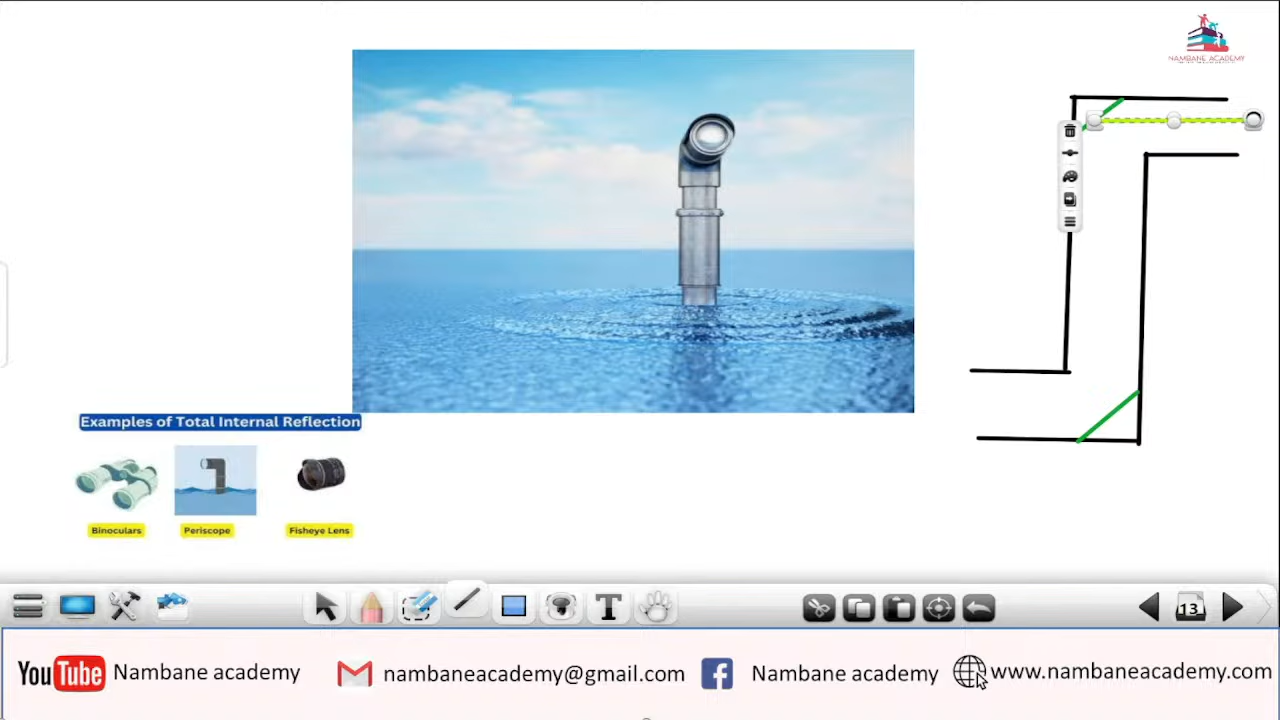 NAMBANE ACADEMY
Examples of Total Internal Reflection
Binoculars
Periscope
Fisheye Lens
T
13
YouTube Nambane academy
nambaneacademy@gmail.com
f Nambane academy
www.nambaneacademy.com